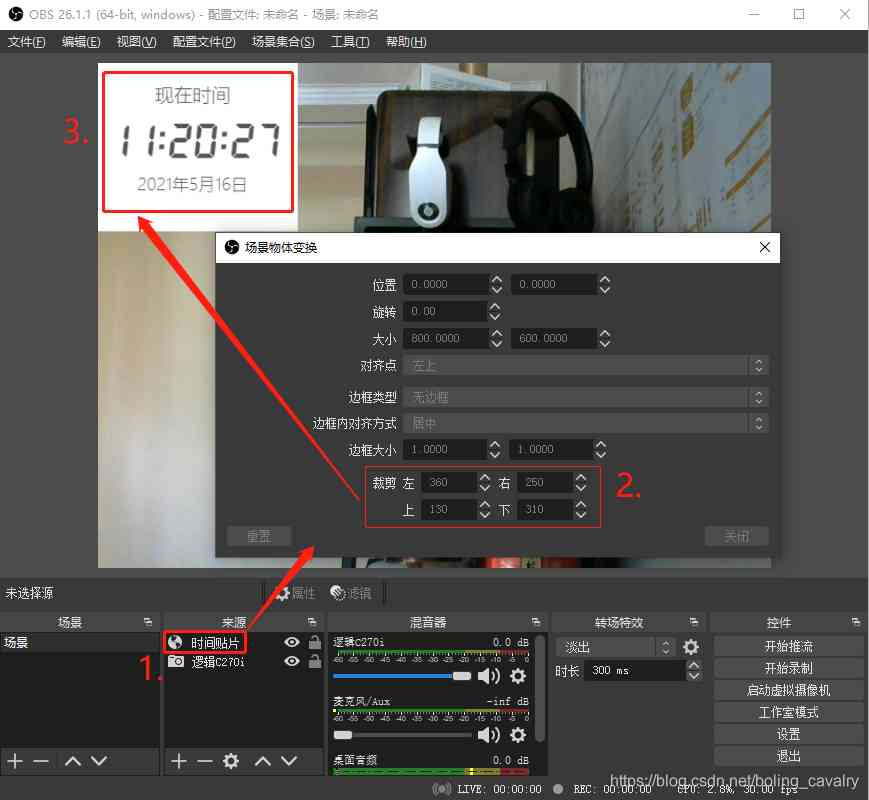 OBS 26.1.1 (64-bit, windows) - 配置文件: 未命名 - 场景: 未命名
文件(F) 编辑(E) 视图(V) 配置文件(P) 场景集合(S) 工具(T) 帮助(H)
现在时间
3.
11:20:27
2021年5月16日
场景物体变换
位置 0.0000 0.0000
旋转 0.00
大小 800.0000 600.0000
对齐点 左上
边框类型 无边框
边框内对齐方式 居中
边框大小 1.0000 1.0000
裁剪 左 360 右 250
2.
上 130 下 310
重置 关闭
未选择源 属性 滤镜
场景 来源 混音器 转场特效 控件
场景
时间贴片
1.
逻辑C270i
逻辑C270i 0.0 dB
-60 -55 -50 -45 -40 -35 -30 -25 -20 -15 -10 -5 0
麦克风/Aux -inf dB
-60 -55 -50 -45 -40 -35 -30 -25 -20 -15 -10 -5 0
桌面音频 0.0 dB
淡出
时长 300 ms
开始推流
开始录制
启动虚拟摄像机
工作室模式
设置
退出
https://blog.csdn.net/boling_cavalry
LIVE: 00:00:00 REC: 00:00:00 CPU: 2.8%, 30.00 fps